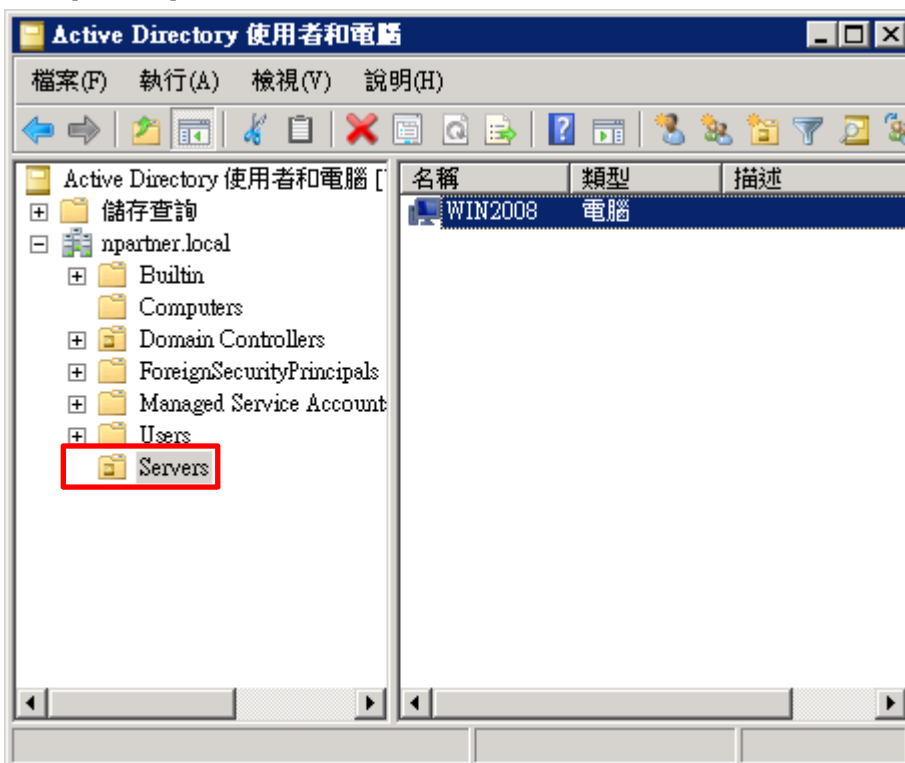 Active Directory 使用者和電腦
檔案(F) 執行(A) 檢視(V) 說明(H)
Active Directory 使用者和電腦 [
名稱 類型 描述
儲存查詢
WIN2008 電腦
npartner.local
Builtin
Computers
Domain Controllers
ForeignSecurityPrincipals
Managed Service Account
Users
Servers